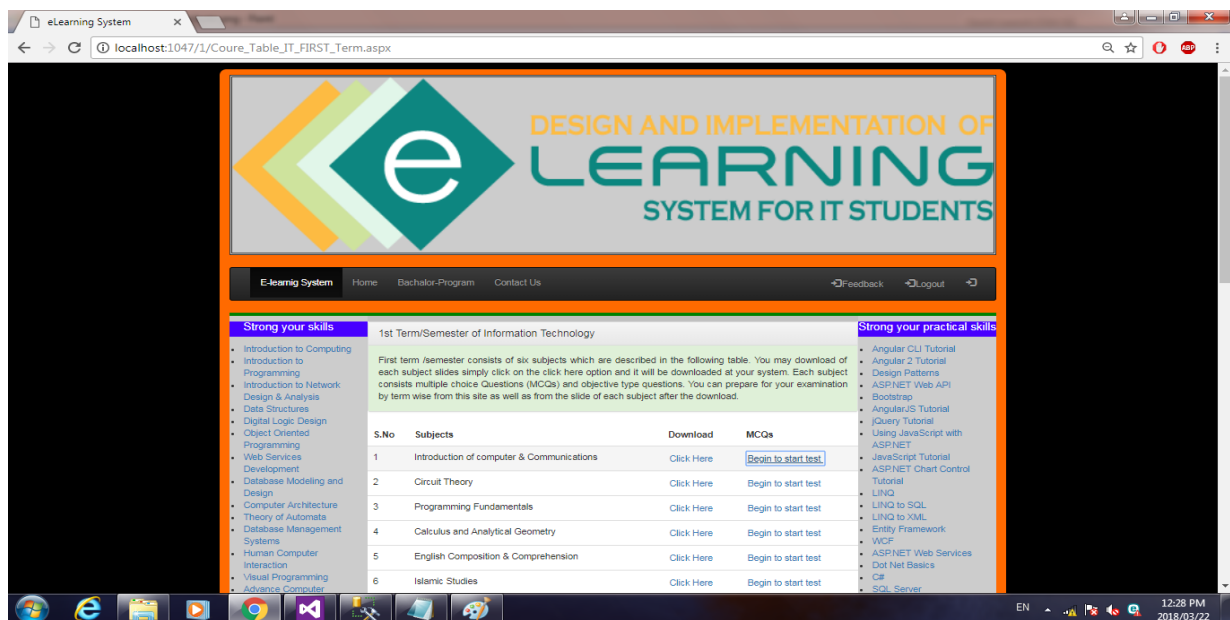 eLearning System
localhost:1047/1/Coure_Table_IT_FIRST_Term.aspx
ABP
e
DESIGN AND IMPLEMENTATION OF
LEARNING
SYSTEM FOR IT STUDENTS
E-learnig System Home Bachalor-Program Contact Us Feedback Logout
Strong your skills
Introduction to Computing
Introduction to
Programming
Introduction to Network
Design & Analysis
Data Structures
Digital Logic Design
Object Oriented
Programming
Web Services
Development
Database Modeling and
Design
Computer Architecture
Theory of Automata
Database Management
Systems
Human Computer
Interaction
Visual Programming
Advance Computer
1st Term/Semester of Information Technology
First term /semester consists of six subjects which are described in the following table. You may download of
each subject slides simply click on the click here option and it will be downloaded at your system. Each subject
consists multiple choice Questions (MCQs) and objective type questions. You can prepare for your examination
by term wise from this site as well as from the slide of each subject after the download.
S.No Subjects Download MCQs
1 Introduction of computer & Communications Click Here Begin to start test
2 Circuit Theory Click Here Begin to start test
3 Programming Fundamentals Click Here Begin to start test
4 Calculus and Analytical Geometry Click Here Begin to start test
5 English Composition & Comprehension Click Here Begin to start test
6 Islamic Studies Click Here Begin to start test
Strong your practical skills
Angular CLI Tutorial
Angular 2 Tutorial
Design Patterns
ASP.NET Web API
Bootstrap
AngularJS Tutorial
jQuery Tutorial
Using JavaScript with
ASP.NET
JavaScript Tutorial
ASP.NET Chart Control
Tutorial
LINQ
LINQ to SQL
LINQ to XML
Entity Framework
WCF
ASP.NET Web Services
Dot Net Basics
C#
SQL Server
EN
12:28 PM
2018/03/22